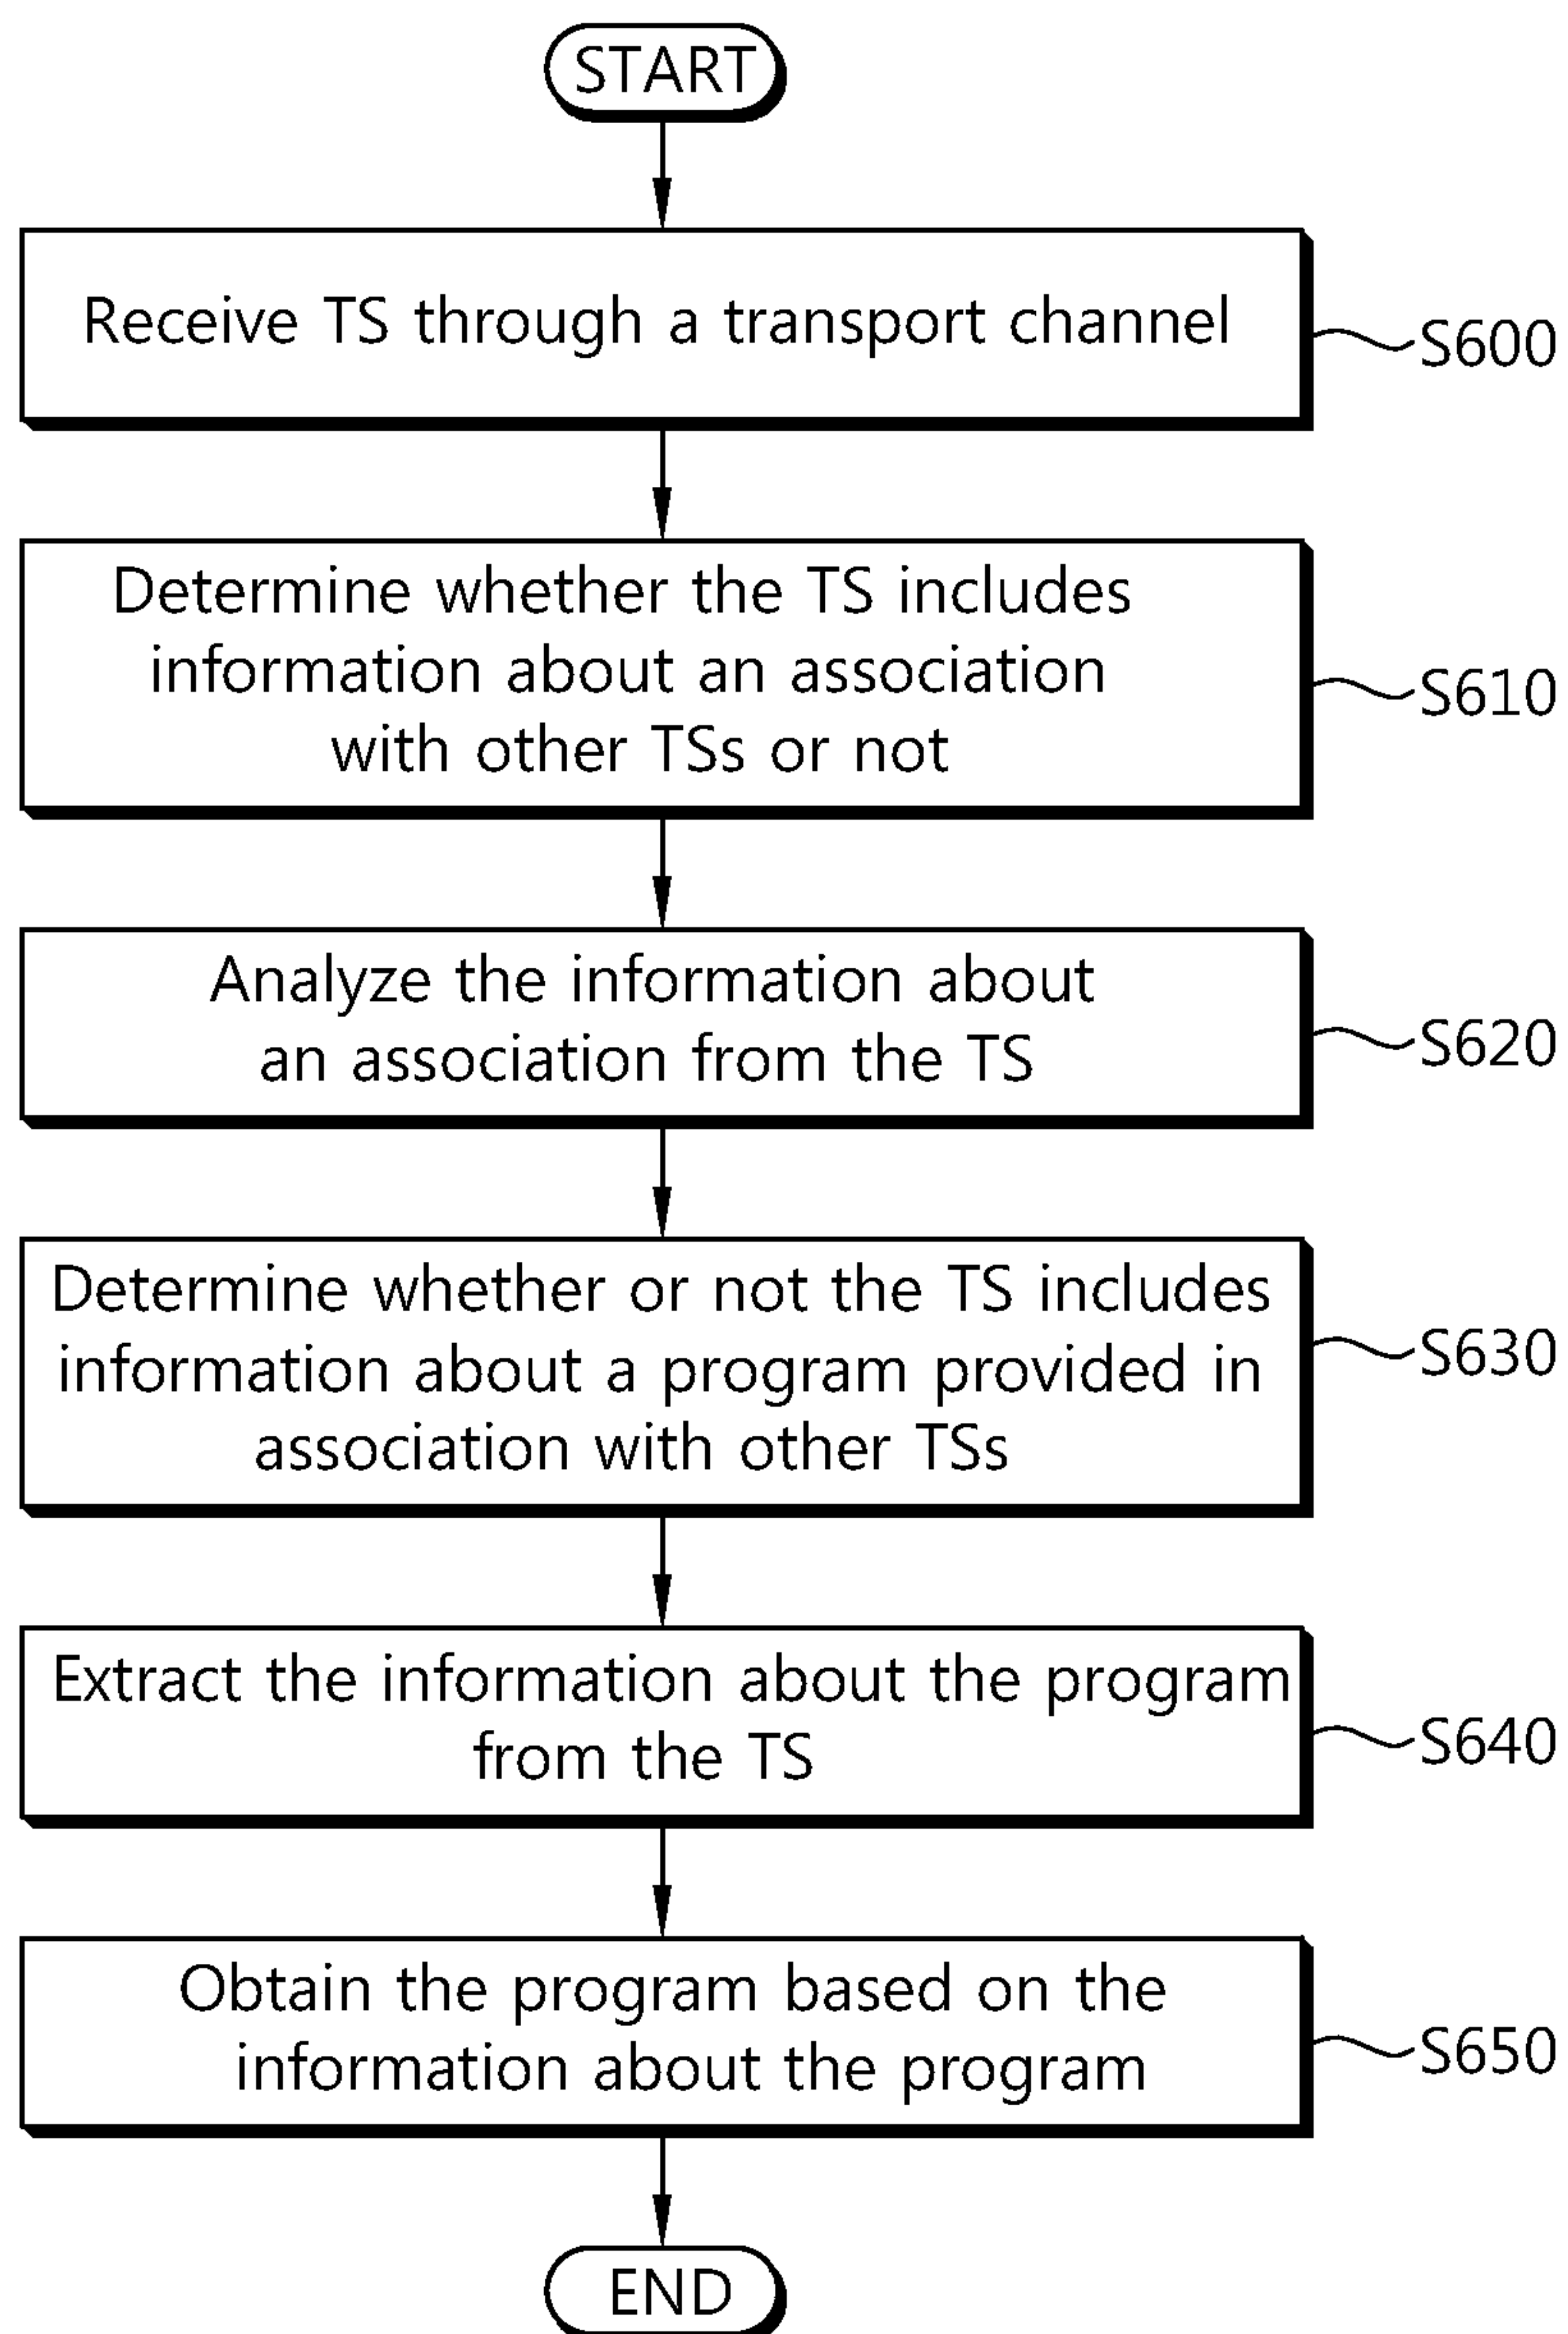 START
Receive TS through a transport channel
S600
Determine whether the TS includes
information about an association
with other TSs or not
S610
Analyze the information about
an association from the TS
S620
Determine whether or not the TS includes
information about a program provided in
association with other TSs
S630
Extract the information about the program
from the TS
S640
Obtain the program based on the
information about the program
S650
END